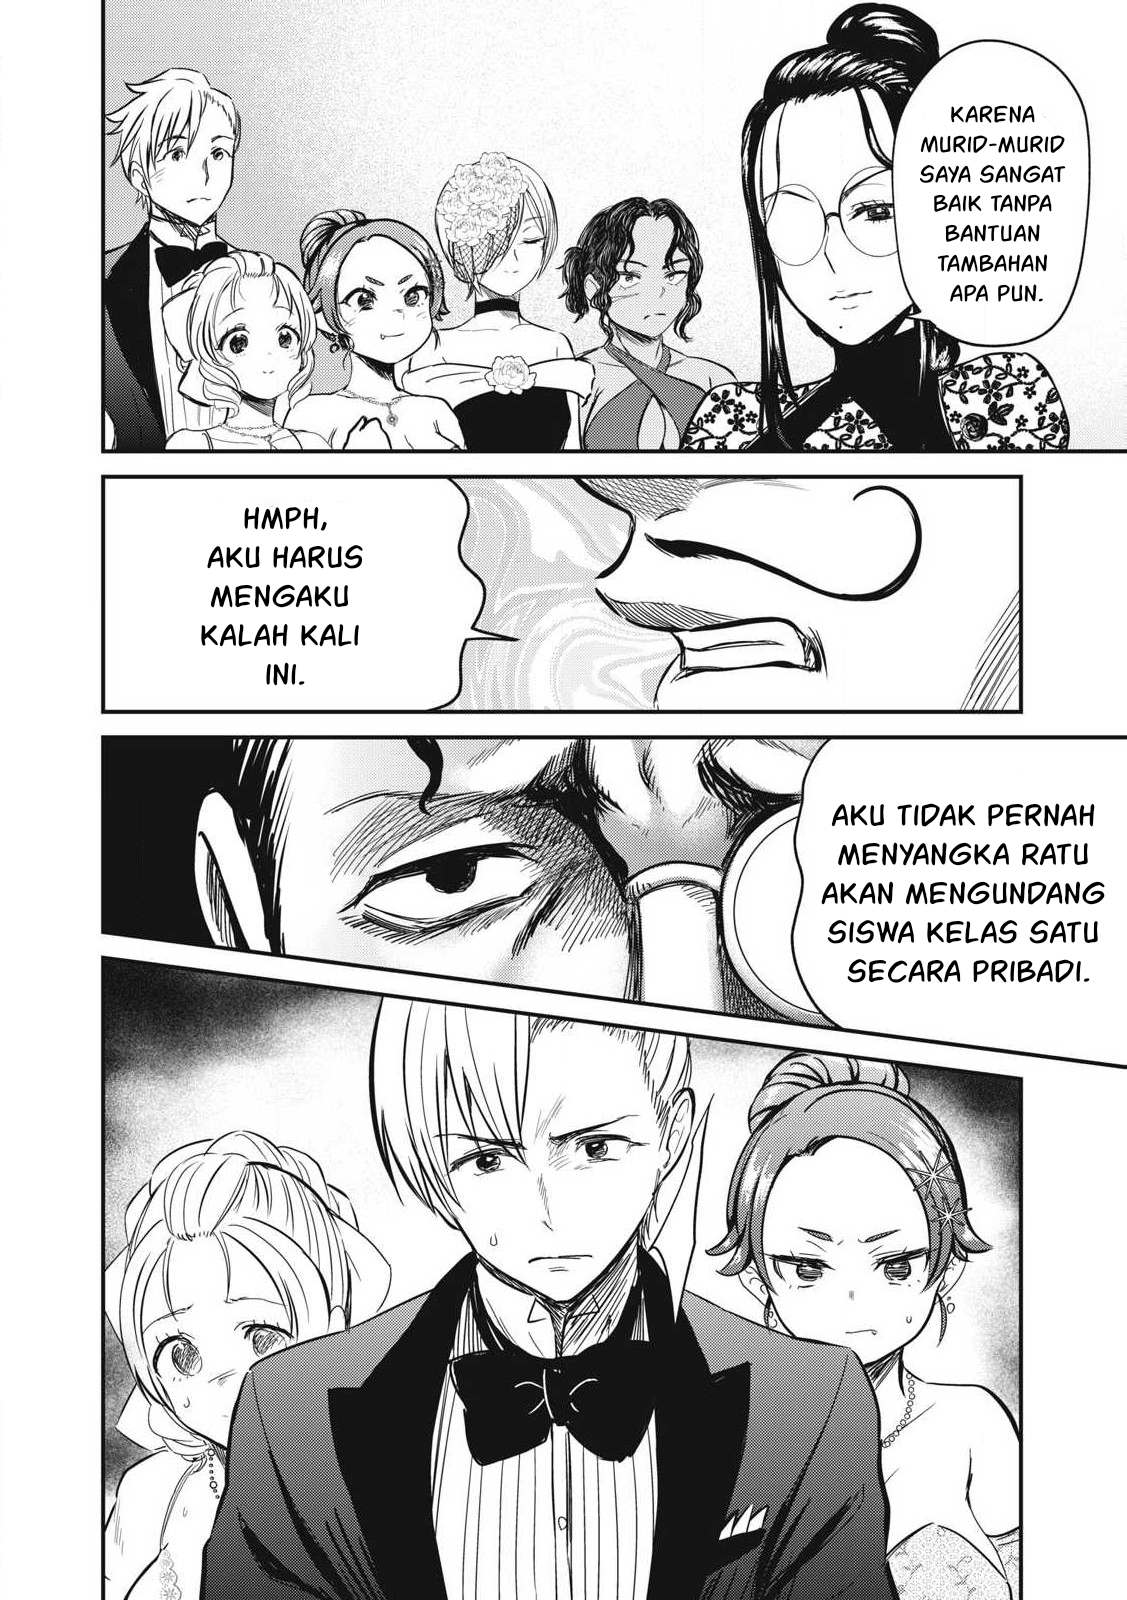 KARENA
MURID-MURID
SAYA SANGAT
BAIK TANPA
BANTUAN
TAMBAHAN
APA PUN.
HMPH,
AKU HARUS
MENGAKU
KALAH KALI
INI.
AKU TIDAK PERNAH
MENYANGKA RATU
AKAN MENGUNDANG
SISWA KELAS SATU
SECARA PRIBADI.